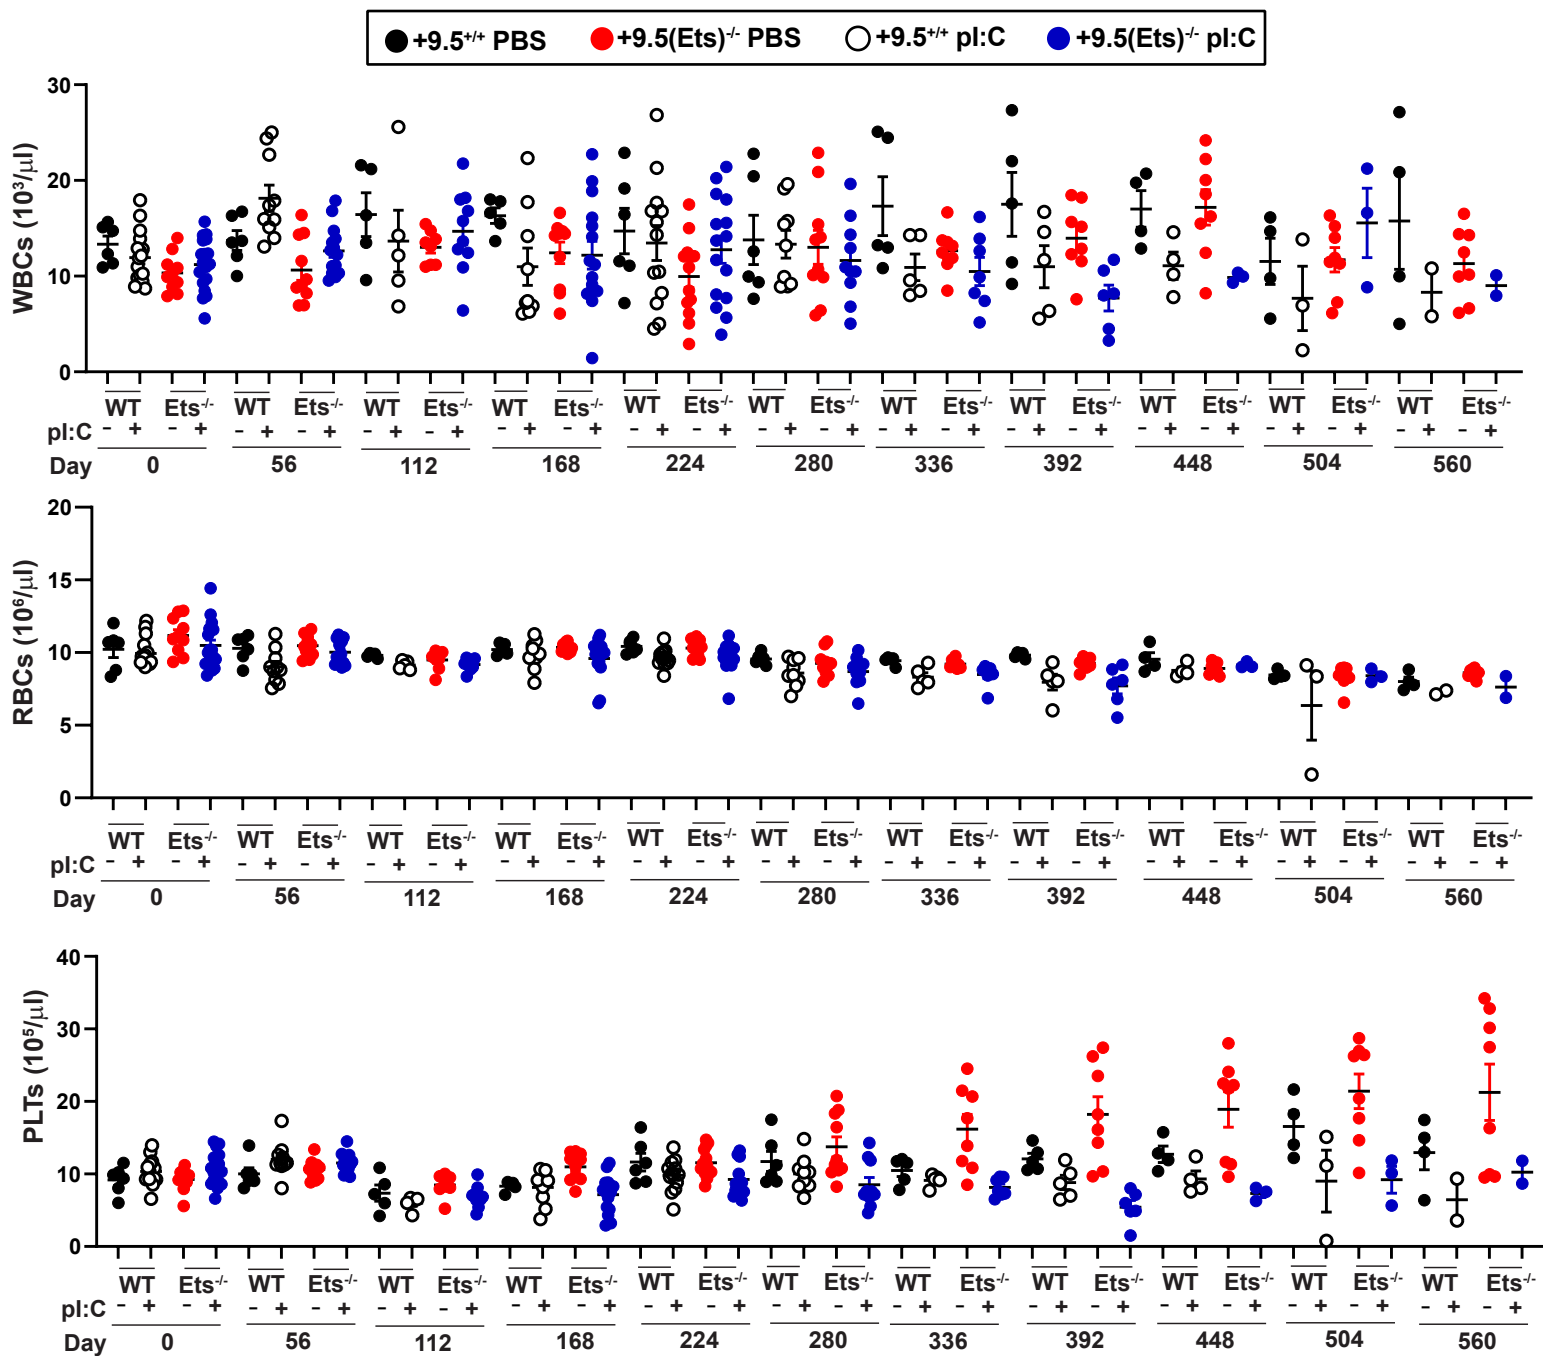 +9.5+/+ PBS +9.5(Ets)-/- PBS +9.5+/+ pI:C +9.5(Ets)-/- pI:C
WBCs (10³/µl)
30
20
10
0
WT Ets-/- WT Ets-/- WT Ets-/- WT Ets-/- WT Ets-/- WT Ets-/- WT Ets-/- WT Ets-/- WT Ets-/- WT Ets-/- WT Ets-/-
pI:C - + - + - + - + - + - + - + - + - + - + - + - + - + - + - + - + - + - + - + - + - + - +
Day 0 56 112 168 224 280 336 392 448 504 560
RBCs (10⁶/µl)
20
15
10
5
0
WT Ets-/- WT Ets-/- WT Ets-/- WT Ets-/- WT Ets-/- WT Ets-/- WT Ets-/- WT Ets-/- WT Ets-/- WT Ets-/- WT Ets-/-
pI:C - + - + - + - + - + - + - + - + - + - + - + - + - + - + - + - + - + - + - + - + - + - +
Day 0 56 112 168 224 280 336 392 448 504 560
PLTs (10⁵/µl)
40
30
20
10
0
WT Ets-/- WT Ets-/- WT Ets-/- WT Ets-/- WT Ets-/- WT Ets-/- WT Ets-/- WT Ets-/- WT Ets-/- WT Ets-/- WT Ets-/-
pI:C - + - + - + - + - + - + - + - + - + - + - + - + - + - + - + - + - + - + - + - + - + - +
Day 0 56 112 168 224 280 336 392 448 504 560